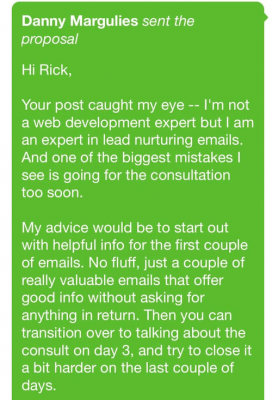 Danny Margulies sent the
proposal
Hi Rick,
Your post caught my eye -- I'm not
a web development expert but I am
an expert in lead nurturing emails.
And one of the biggest mistakes I
see is going for the consultation
too soon.
My advice would be to start out
with helpful info for the first couple
of emails. No fluff, just a couple of
really valuable emails that offer
good info without asking for
anything in return. Then you can
transition over to talking about the
consult on day 3, and try to close it
a bit harder on the last couple of
days.